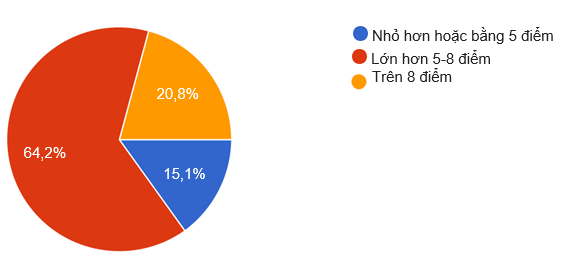 Nhỏ hơn hoặc bằng 5 điểm
Lớn hơn 5-8 điểm
Trên 8 điểm
20,8%
64,2%
15,1%